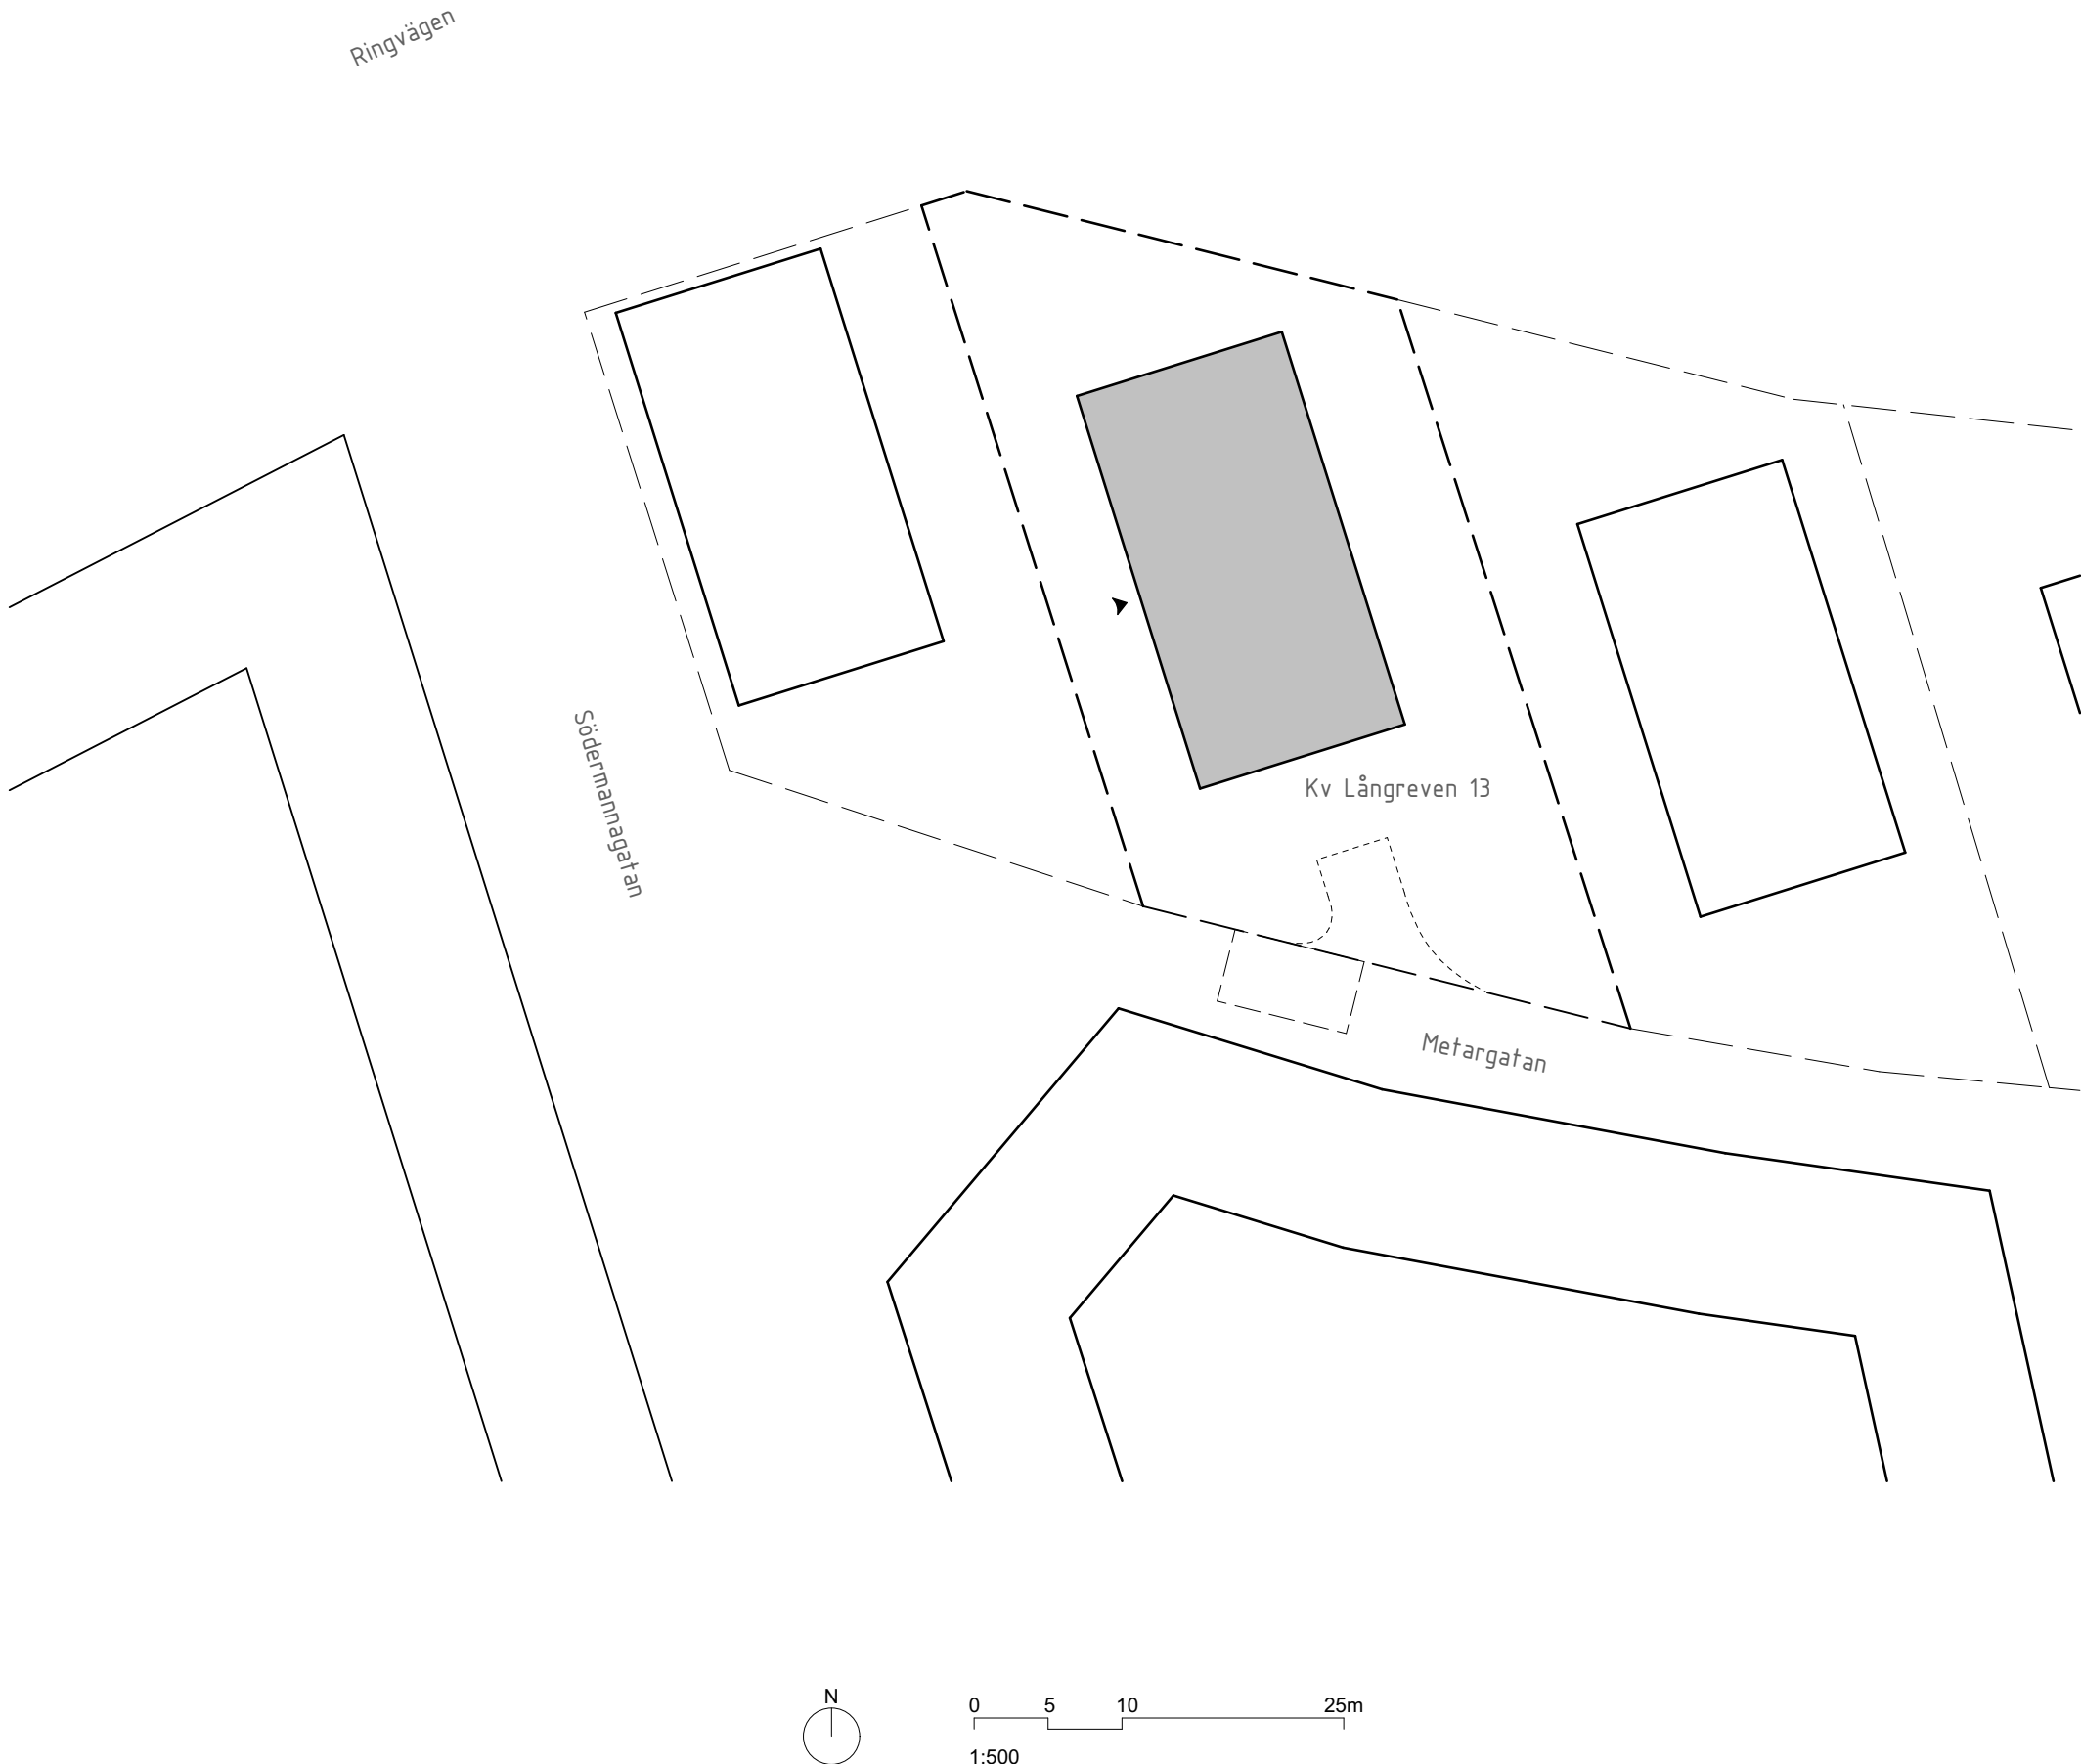 Ringvägen
Södermannagatan
Kv Långreven 13
Metargatan
N
0 5 10 25m
1:500